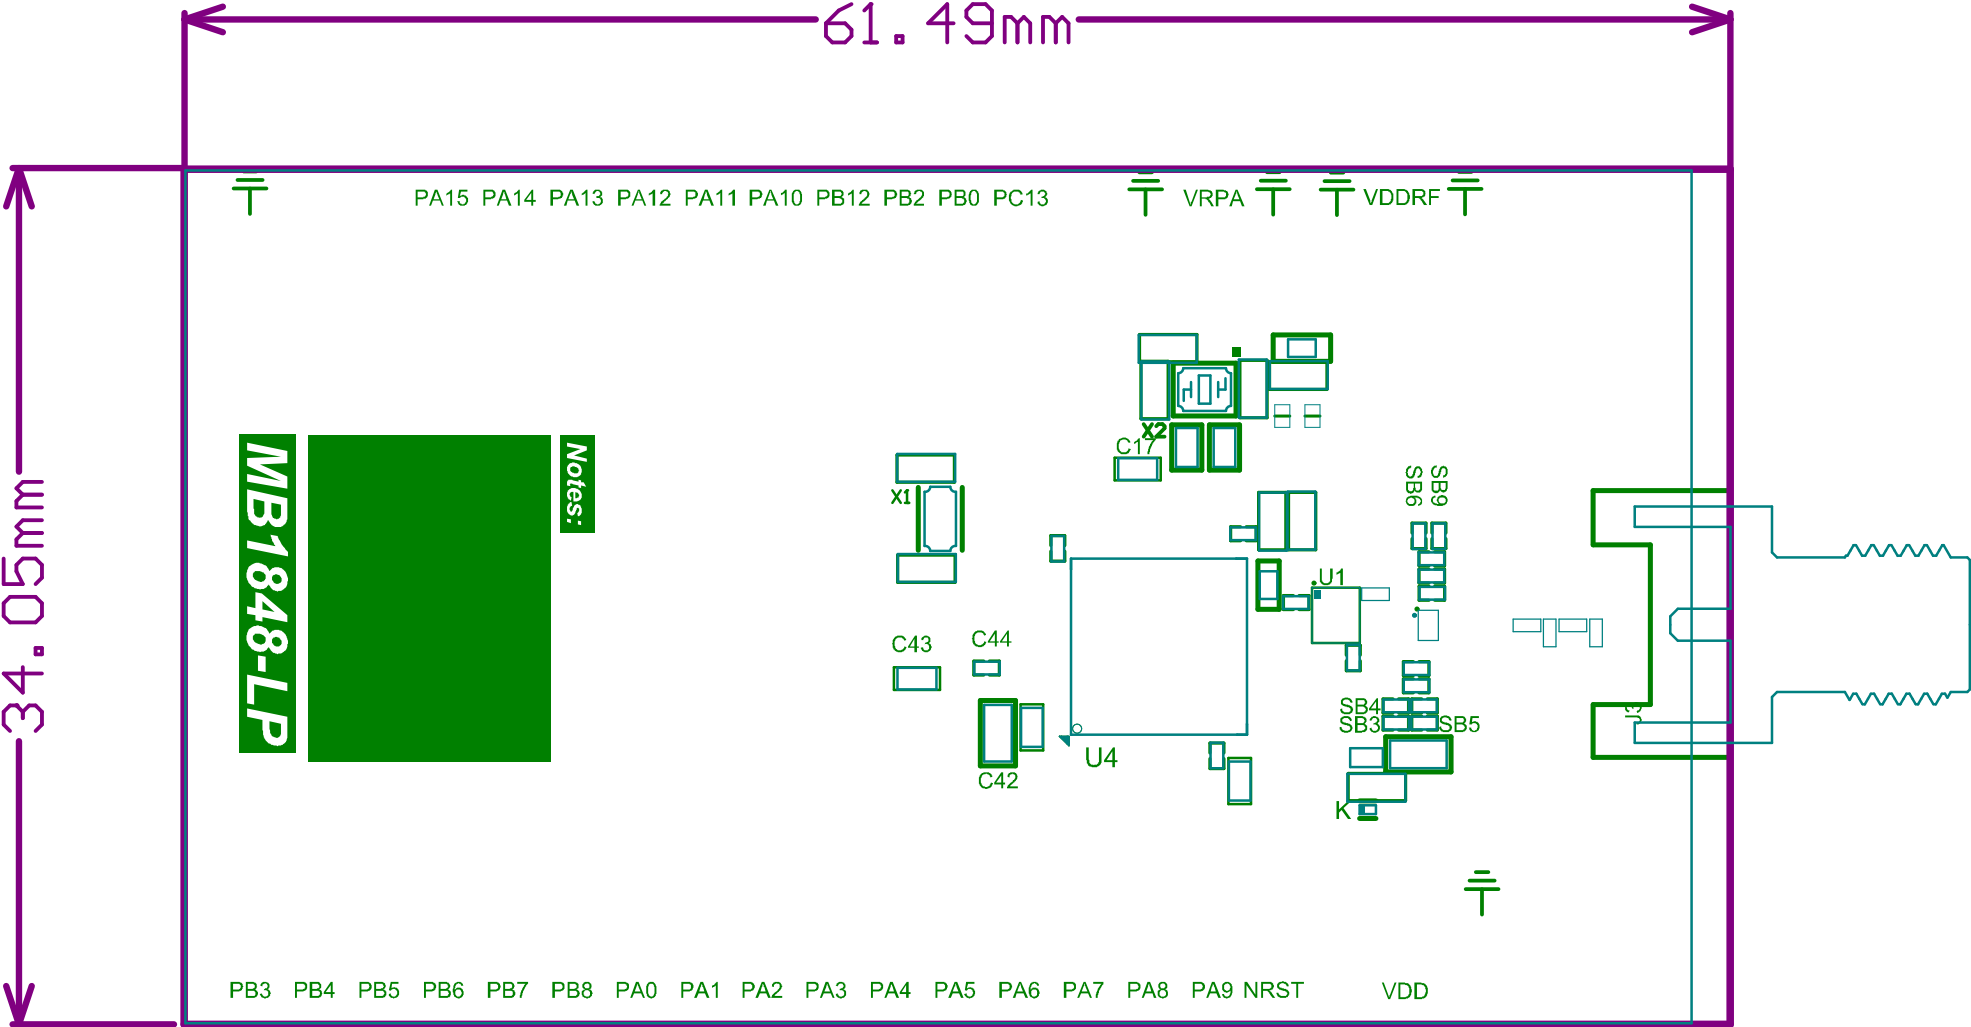 61.49mm
34.05mm
PA15 PA14 PA13 PA12 PA11 PA10 PB12 PB2 PB0 PC13 VRPA VDDRF
MB1848-LP
Notes:
X2
C17
X1
SB6
SB9
U1
C43
C44
SB4
SB3
SB5
J3
U4
C42
K
PB3 PB4 PB5 PB6 PB7 PB8 PA0 PA1 PA2 PA3 PA4 PA5 PA6 PA7 PA8 PA9 NRST VDD